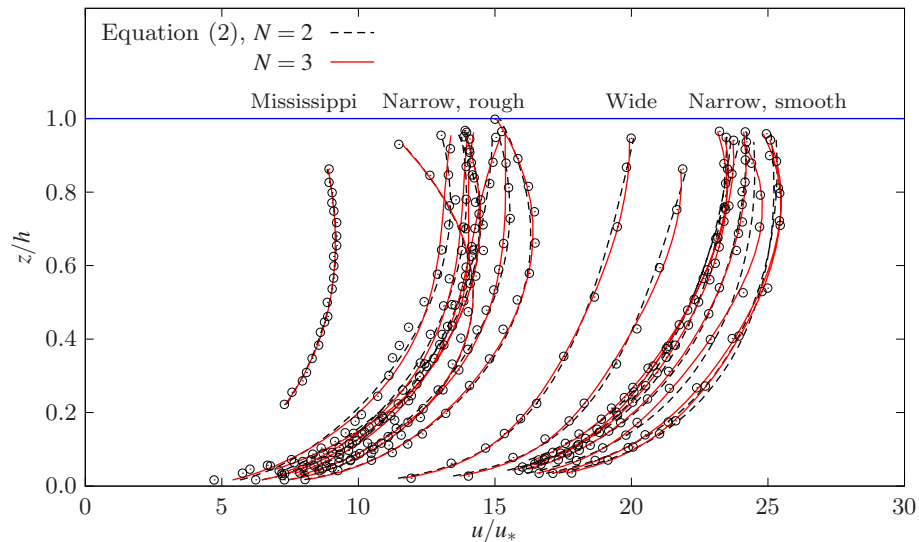 Equation (2), N = 2
N = 3
Mississippi Narrow, rough Wide Narrow, smooth
1.0
0.8
0.6
0.4
0.2
0.0
z/h
0 5 10 15 20 25 30
u/u*